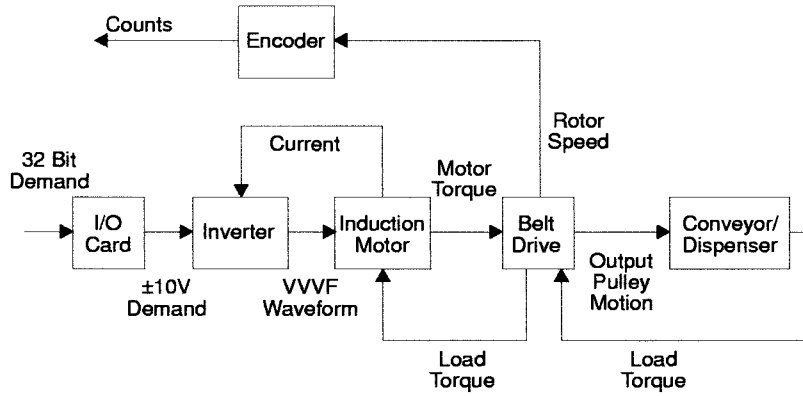 Counts
Encoder
Rotor
Speed
Current
32 Bit
Demand
Motor
Torque
I/O
Card
Inverter
Induction
Motor
Belt
Drive
Conveyor/
Dispenser
±10V
Demand
VVVF
Waveform
Output
Pulley
Motion
Load
Torque
Load
Torque